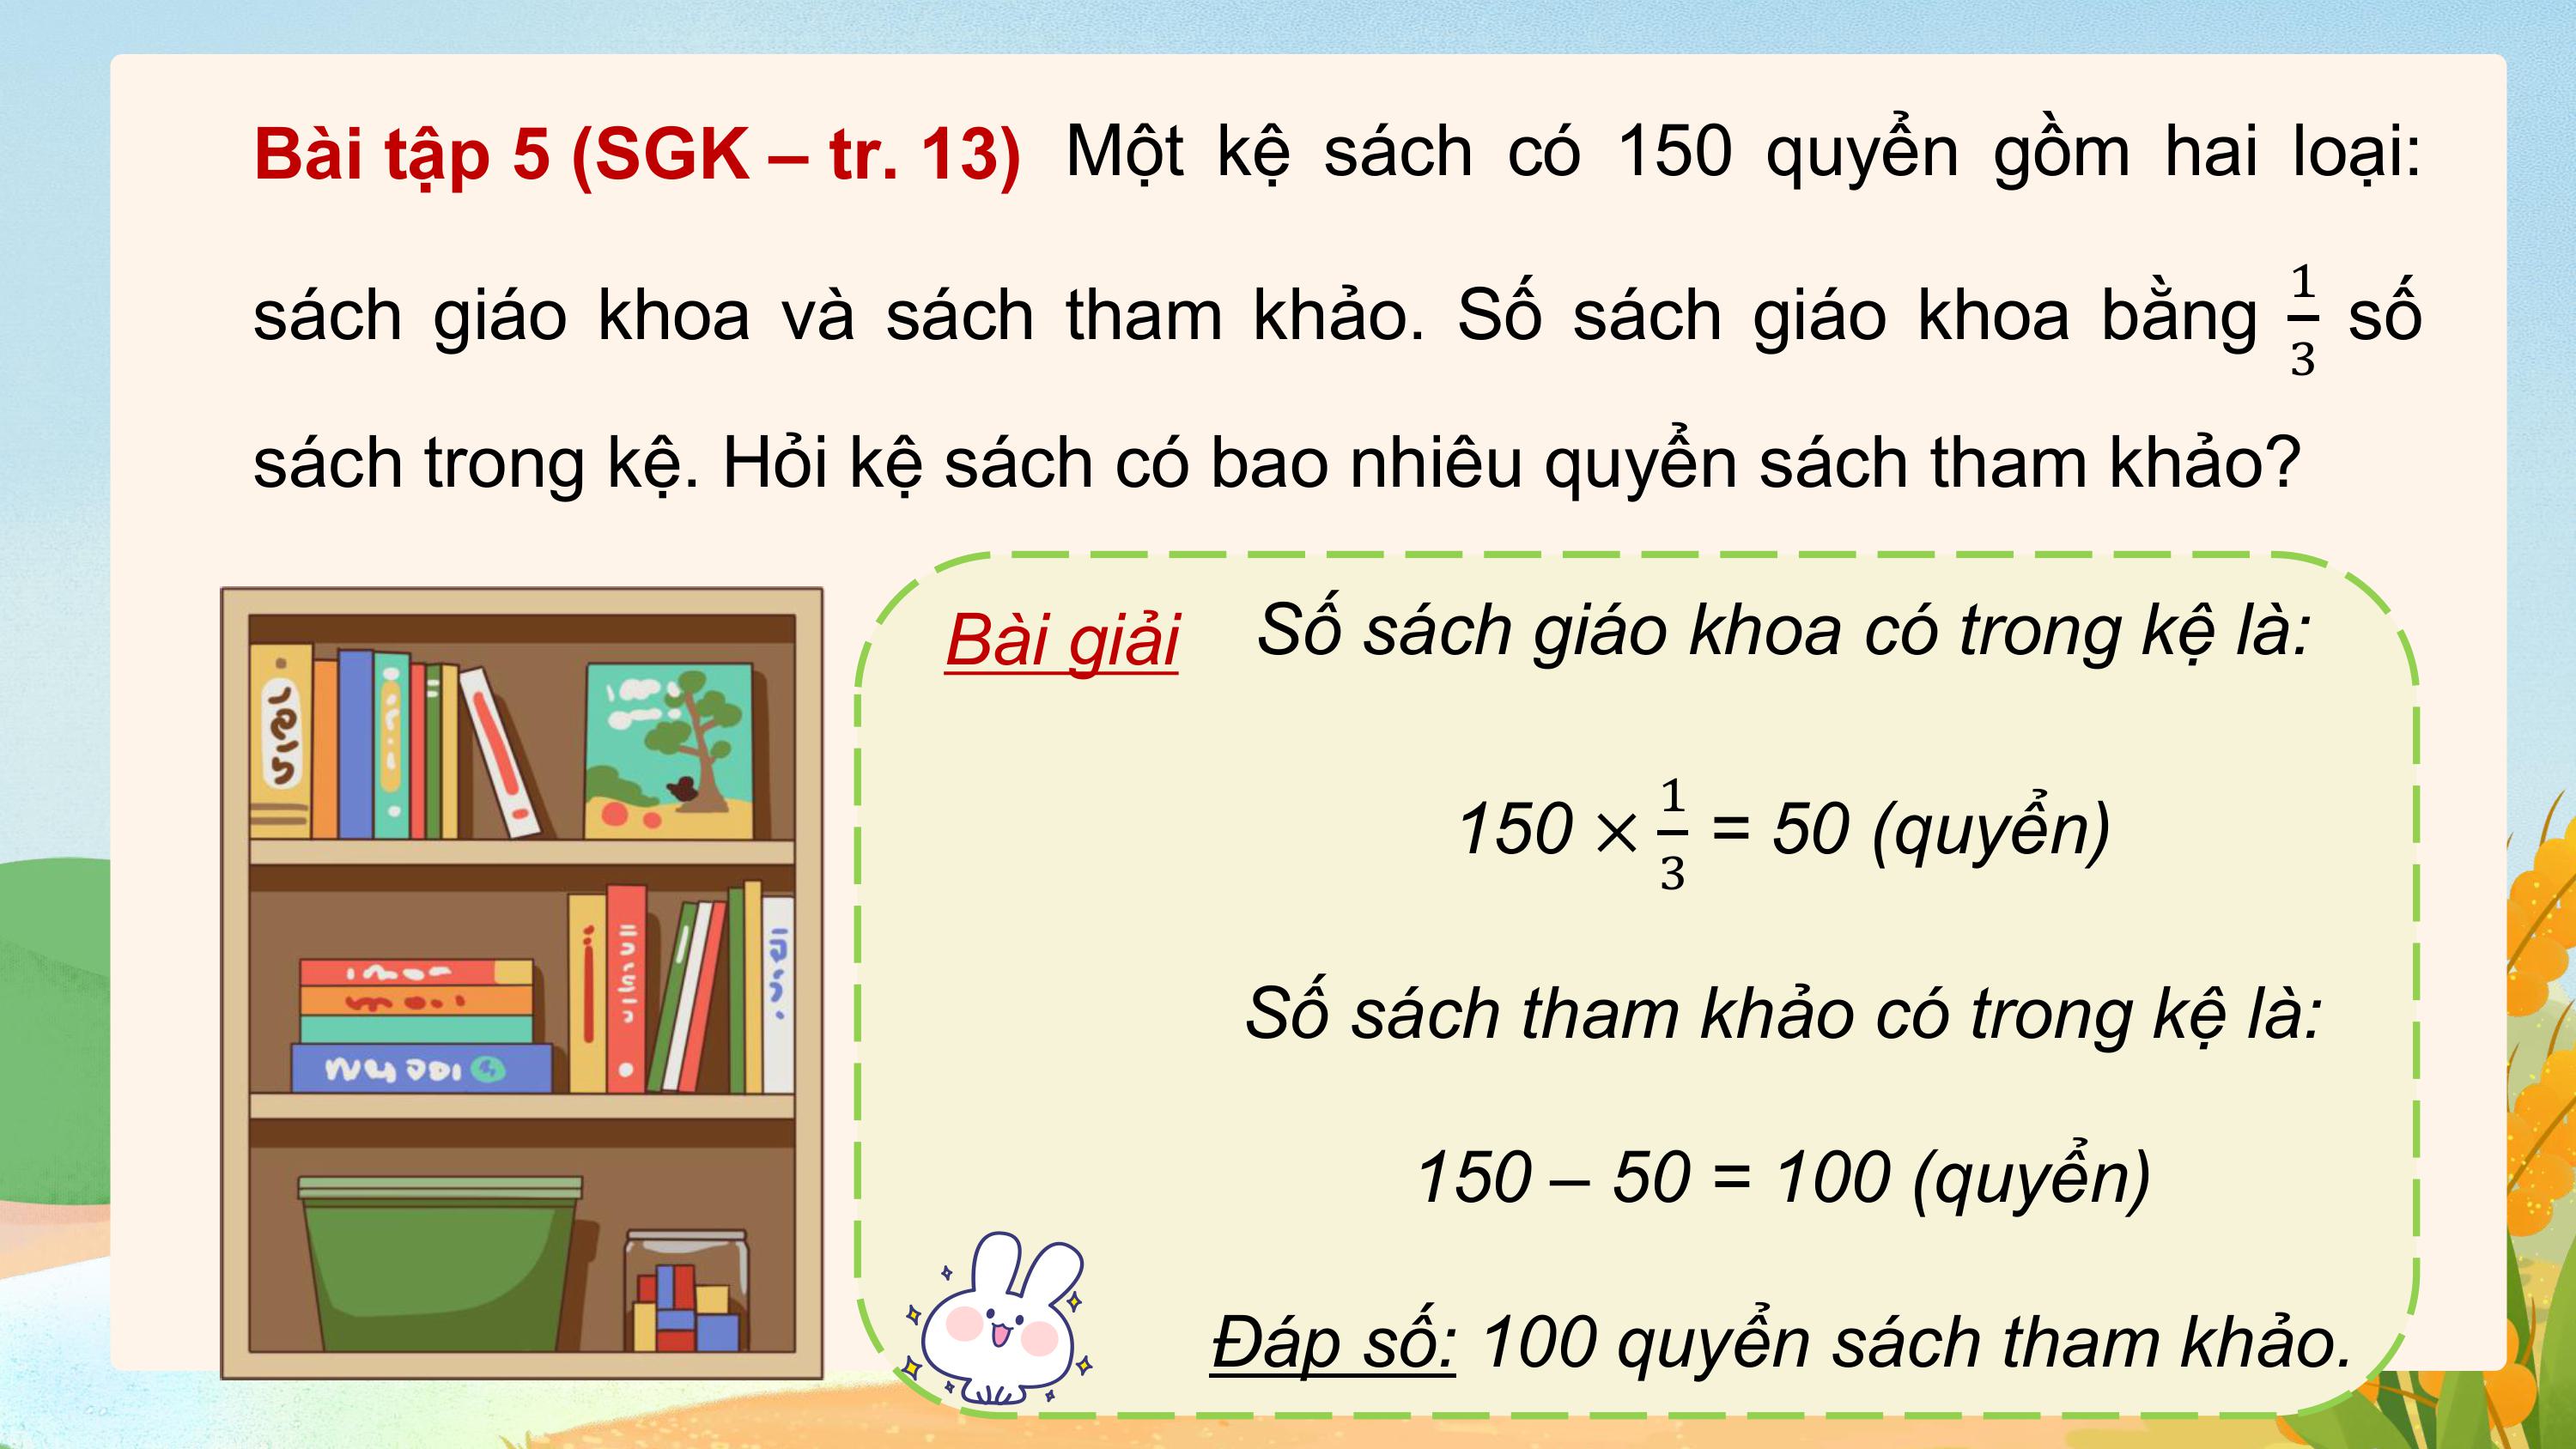 Bài tập 5 (SGK – tr. 13) Một kệ sách có 150 quyển gồm hai loại:
sách giáo khoa và sách tham khảo. Số sách giáo khoa bằng 1/3 số
sách trong kệ. Hỏi kệ sách có bao nhiêu quyển sách tham khảo?
Bài giải
Số sách giáo khoa có trong kệ là:
150 × 1/3 = 50 (quyển)
Số sách tham khảo có trong kệ là:
150 – 50 = 100 (quyển)
Đáp số: 100 quyển sách tham khảo.